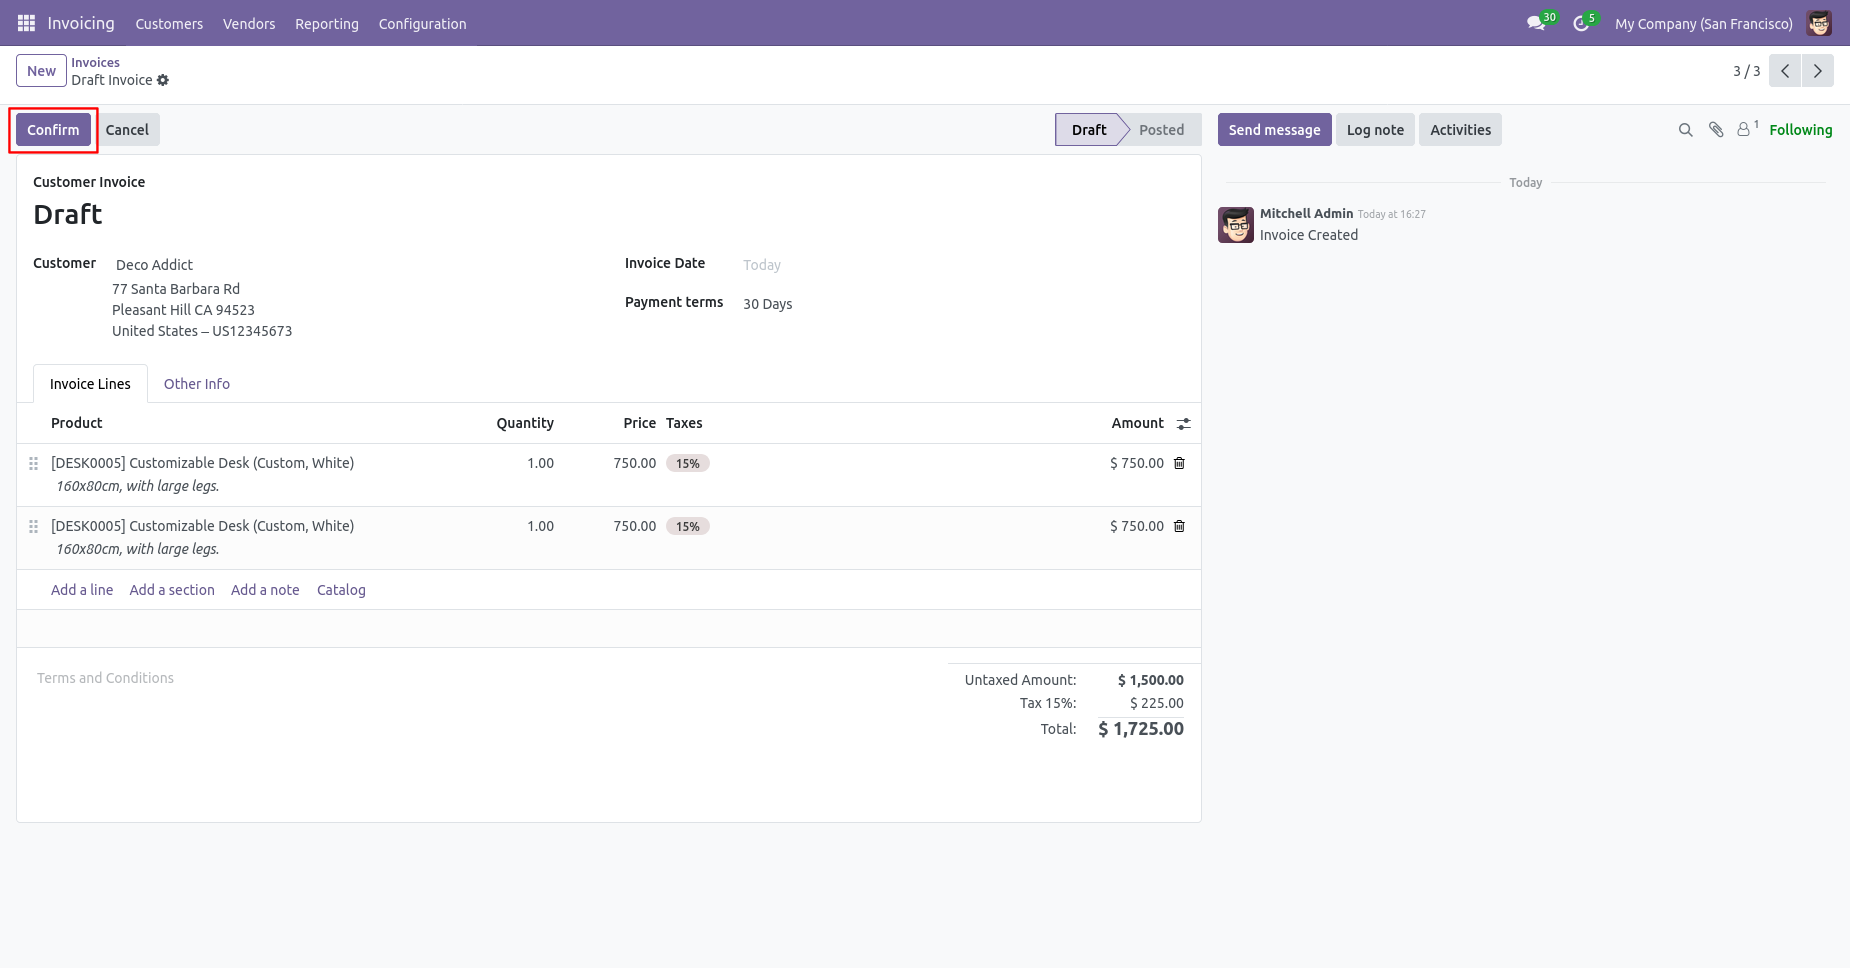 Invoicing Customers Vendors Reporting Configuration 30 5 My Company (San Francisco)
New Invoices
Draft Invoice 3 / 3
Confirm Cancel Draft Posted Send message Log note Activities 1 Following
Customer Invoice Today
Draft
Mitchell Admin Today at 16:27
Invoice Created
Customer Deco Addict Invoice Date Today
77 Santa Barbara Rd
Pleasant Hill CA 94523 Payment terms 30 Days
United States – US12345673
Invoice Lines Other Info
Product Quantity Price Taxes Amount
[DESK0005] Customizable Desk (Custom, White) 1.00 750.00 15% $ 750.00
160x80cm, with large legs.
[DESK0005] Customizable Desk (Custom, White) 1.00 750.00 15% $ 750.00
160x80cm, with large legs.
Add a line Add a section Add a note Catalog
Terms and Conditions Untaxed Amount: $ 1,500.00
Tax 15%: $ 225.00
Total: $ 1,725.00